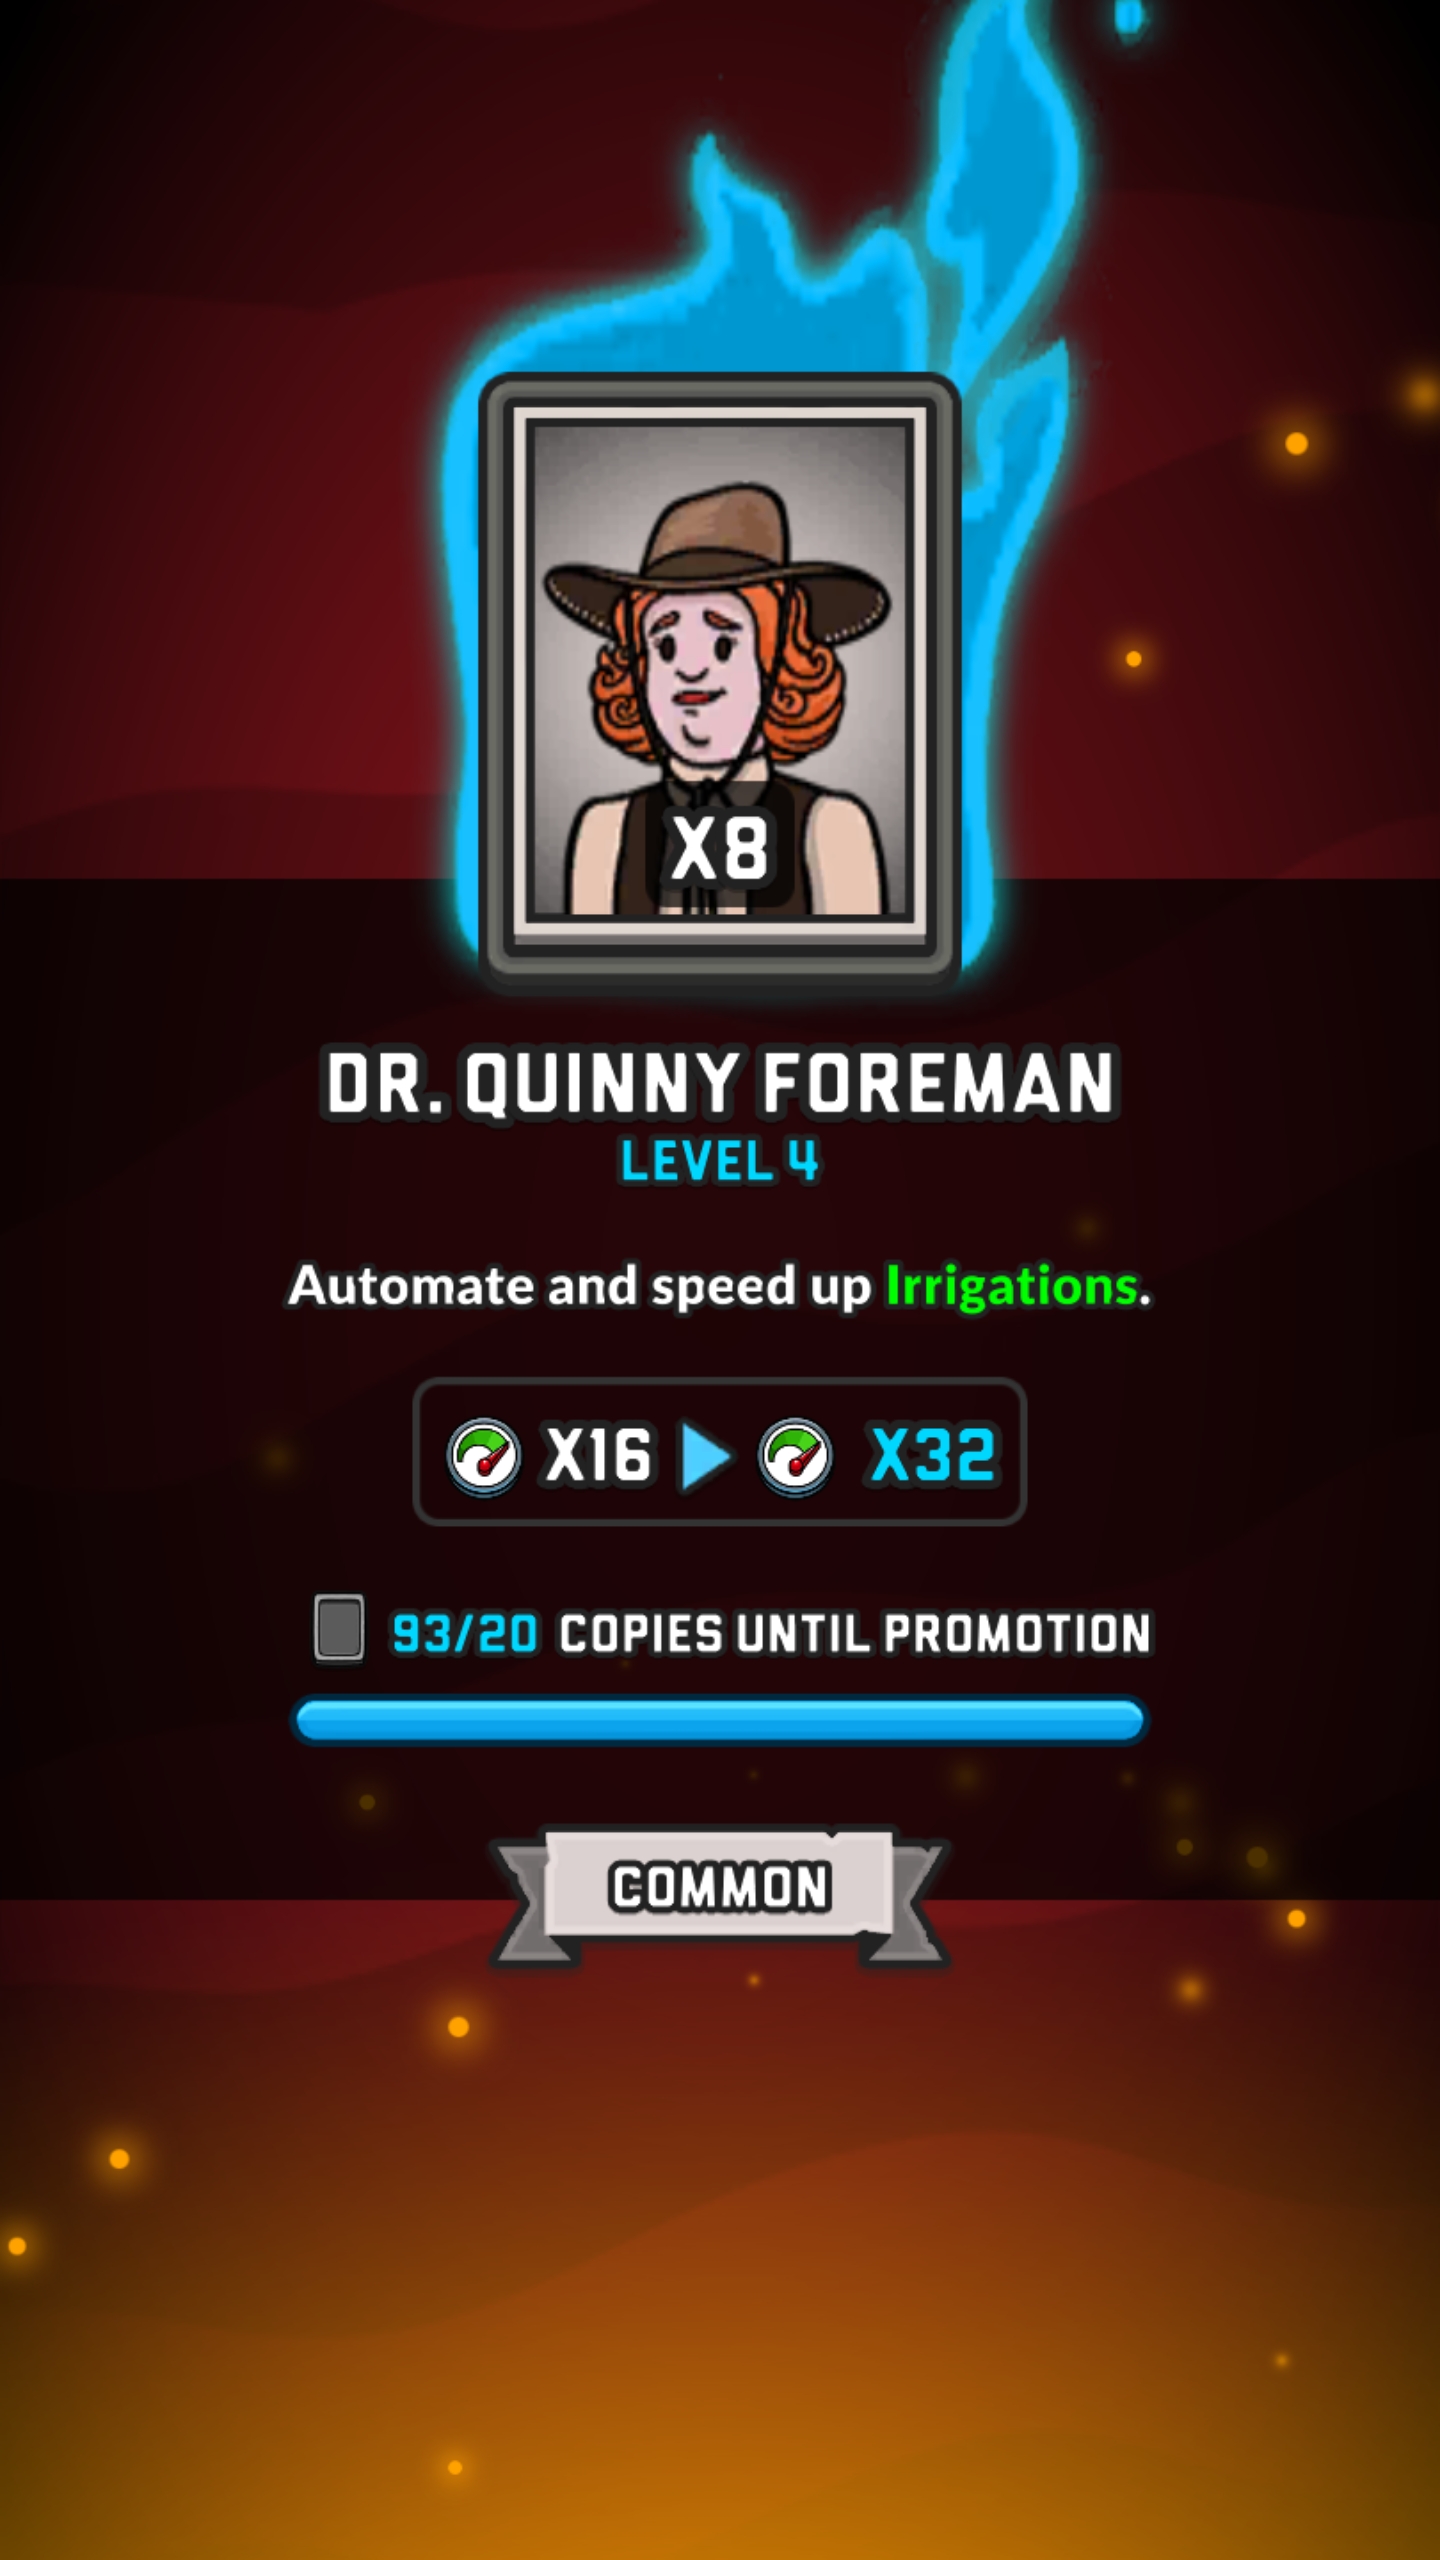 X8
DR. QUINNY FOREMAN
LEVEL 4
Automate and speed up Irrigations.
X16 X32
93/20 COPIES UNTIL PROMOTION
COMMON